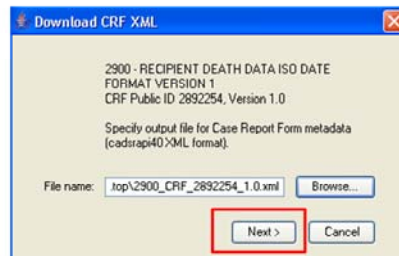 Download CRF XML
2900 - RECIPIENT DEATH DATA ISO DATE
FORMAT VERSION 1
CRF Public ID 2892254, Version 1.0
Specify output file for Case Report Form metadata
(cadsrapi40 XML format).
File name: .top\2900_CRF_2892254_1.0.xml Browse...
Next > Cancel